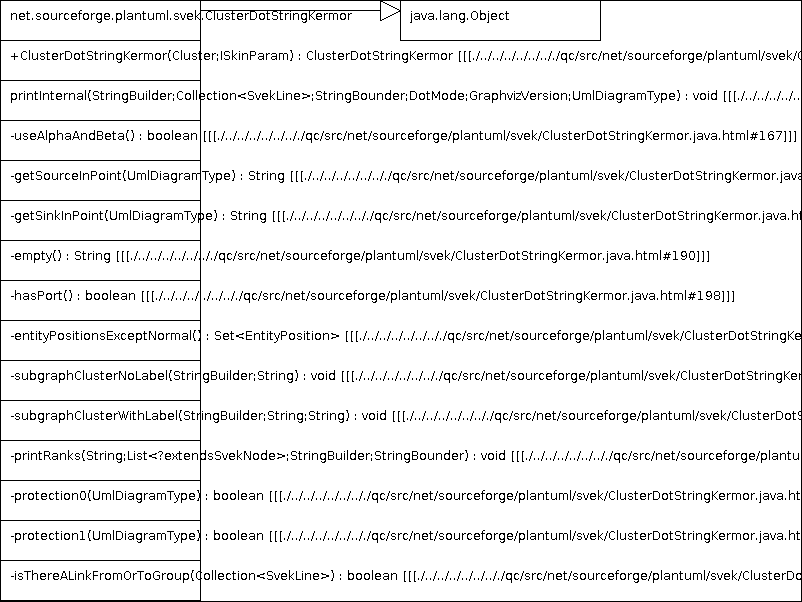 net.sourceforge.plantuml.svek.ClusterDotStringKermor
java.lang.Object
+ClusterDotStringKermor(Cluster;ISkinParam) : ClusterDotStringKermor [[[./../../../../../../qc/src/net/sourceforge/plantuml/svek/C
printInternal(StringBuilder;Collection<SvekLine>;StringBounder;DotMode;GraphvizVersion;UmlDiagramType) : void [[[./../../..
-useAlphaAndBeta() : boolean [[[./../../../../../../qc/src/net/sourceforge/plantuml/svek/ClusterDotStringKermor.java.html#167]]]
-getSourceInPoint(UmlDiagramType) : String [[[./../../../../../../qc/src/net/sourceforge/plantuml/svek/ClusterDotStringKermor.java
-getSinkInPoint(UmlDiagramType) : String [[[./../../../../../../qc/src/net/sourceforge/plantuml/svek/ClusterDotStringKermor.java.ht
-empty() : String [[[./../../../../../../qc/src/net/sourceforge/plantuml/svek/ClusterDotStringKermor.java.html#190]]]
-hasPort() : boolean [[[./../../../../../../qc/src/net/sourceforge/plantuml/svek/ClusterDotStringKermor.java.html#198]]]
-entityPositionsExceptNormal() : Set<EntityPosition> [[[./../../../../../../qc/src/net/sourceforge/plantuml/svek/ClusterDotStringKe
-subgraphClusterNoLabel(StringBuilder;String) : void [[[./../../../../../../qc/src/net/sourceforge/plantuml/svek/ClusterDotStringKer
-subgraphClusterWithLabel(StringBuilder;String;String) : void [[[./../../../../../../qc/src/net/sourceforge/plantuml/svek/ClusterDotS
-printRanks(String;List<?extendsSvekNode>;StringBuilder;StringBounder) : void [[[./../../../../../../qc/src/net/sourceforge/plantu
-protection0(UmlDiagramType) : boolean [[[./../../../../../../qc/src/net/sourceforge/plantuml/svek/ClusterDotStringKermor.java.ht
-protection1(UmlDiagramType) : boolean [[[./../../../../../../qc/src/net/sourceforge/plantuml/svek/ClusterDotStringKermor.java.ht
-isThereALinkFromOrToGroup(Collection<SvekLine>) : boolean [[[./../../../../../../qc/src/net/sourceforge/plantuml/svek/ClusterDo